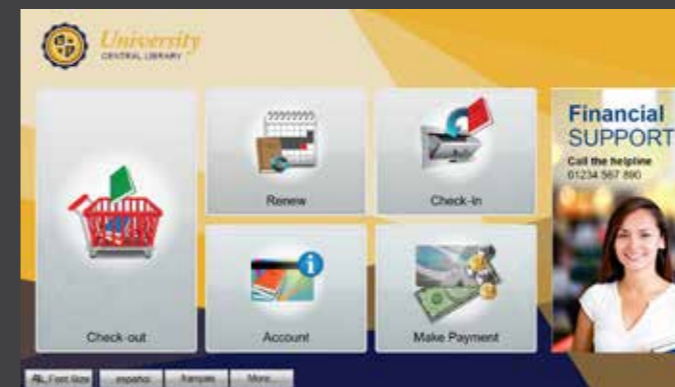 University
CENTRAL LIBRARY
Financial
SUPPORT
Call the helpline
01234 567 890
Renew
Check-in
Check-out
Account
Make Payment
Font Size
español
français
More...